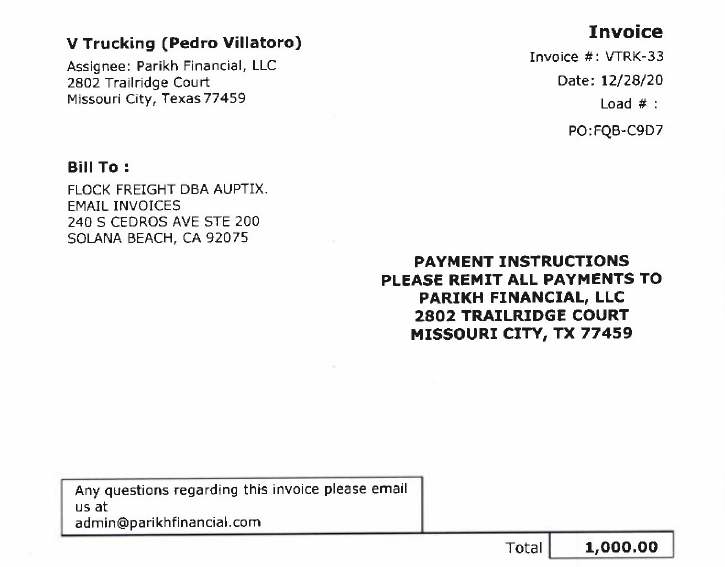 V Trucking (Pedro Villatoro)
Assignee: Parikh Financial, LLC
2802 Trailridge Court
Missouri City, Texas 77459
Invoice
Invoice #: VTRK-33
Date: 12/28/20
Load # :
PO:FQB-C9D7
Bill To :
FLOCK FREIGHT DBA AUPTIX.
EMAIL INVOICES
240 S CEDROS AVE STE 200
SOLANA BEACH, CA 92075
PAYMENT INSTRUCTIONS
PLEASE REMIT ALL PAYMENTS TO
PARIKH FINANCIAL, LLC
2802 TRAILRIDGE COURT
MISSOURI CITY, TX 77459
Any questions regarding this invoice please email
us at
admin@parikhfinancial.com
Total 1,000.00